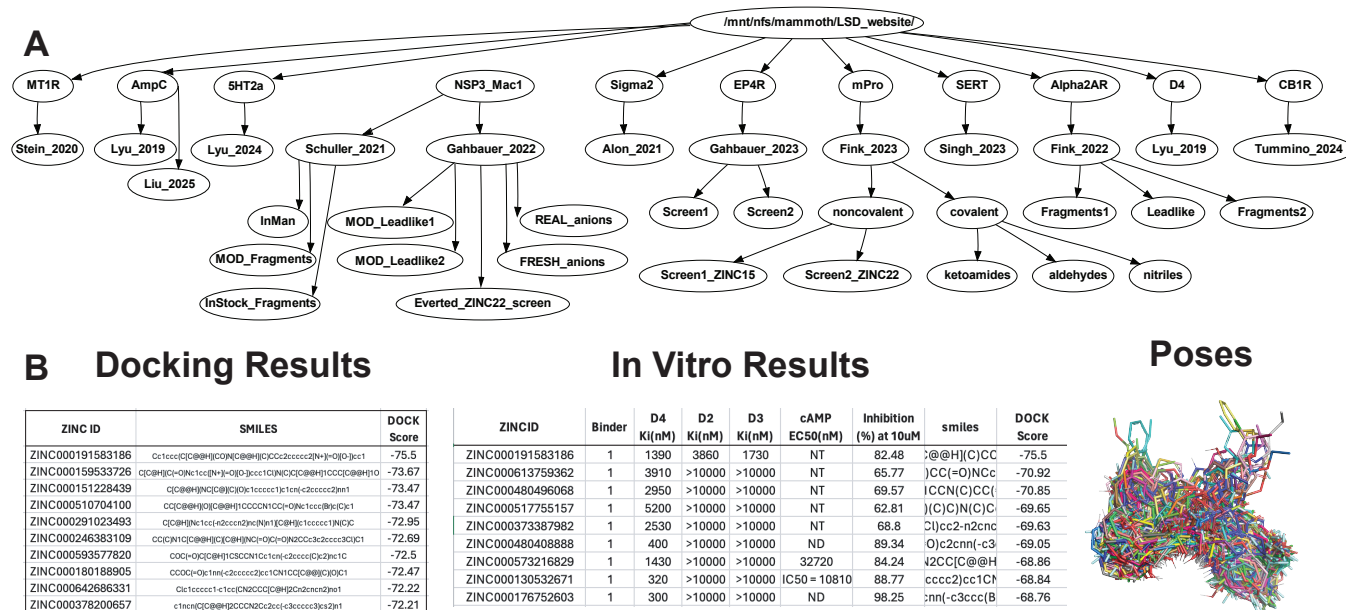 A
/mnt/nfs/mammoth/LSD_website/
MT1R AmpC 5HT2a NSP3_Mac1 Sigma2 EP4R mPro SERT Alpha2AR D4 CB1R
Stein_2020 Lyu_2019 Lyu_2024 Schuller_2021 Gahbauer_2022 Alon_2021 Gahbauer_2023 Fink_2023 Singh_2023 Fink_2022 Lyu_2019 Tummino_2024
Liu_2025
InMan MOD_Leadlike1 REAL_anions Screen1 Screen2 noncovalent covalent Fragments1 Leadlike Fragments2
MOD_Fragments MOD_Leadlike2 FRESH_anions
Screen1_ZINC15 Screen2_ZINC22 ketoamides aldehydes nitriles
InStock_Fragments Everted_ZINC22_screen
B Docking Results
ZINC ID SMILES DOCK Score
ZINC000191583186 -75.5
ZINC000159533726 -73.67
ZINC000151228439 -73.47
ZINC000510704100 -73.47
ZINC000291023493 -72.95
ZINC000246383109 -72.69
ZINC000593577820 -72.5
ZINC000180188905 -72.47
ZINC000642686331 -72.22
ZINC000378200657 -72.21
In Vitro Results
ZINCID Binder D4 Ki(nM) D2 Ki(nM) D3 Ki(nM) cAMP EC50(nM) Inhibition (%) at 10uM smiles DOCK Score
ZINC000191583186 1 1390 3860 1730 NT 82.48 -75.5
ZINC000613759362 1 3910 >10000 >10000 NT 65.77 )CC(=O)NCc -70.92
ZINC000480496068 1 2950 >10000 >10000 NT 69.57 -70.85
ZINC000517755157 1 5200 >10000 >10000 NT 62.81 -69.65
ZINC000373387982 1 2530 >10000 >10000 NT 68.8 -69.63
ZINC000480408888 1 400 >10000 >10000 ND 89.34 -69.05
ZINC000573216829 1 1430 >10000 >10000 32720 84.24 -68.86
ZINC000130532671 1 320 >10000 >10000 IC50 = 10810 88.77 -68.84
ZINC000176752603 1 300 >10000 >10000 ND 98.25 -68.76
Poses